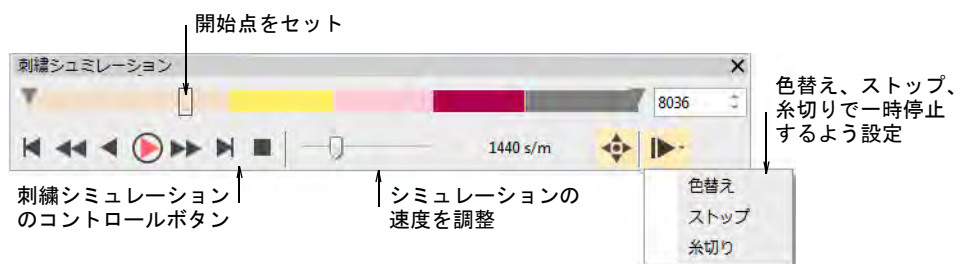 開始点をセット
刺繍シュミレーション
8036
色替え、ストップ、
糸切りで一時停止
するよう設定
1440 s/m
刺繍シミュレーション
のコントロールボタン
シミュレーションの
速度を調整
色替え
ストップ
糸切り